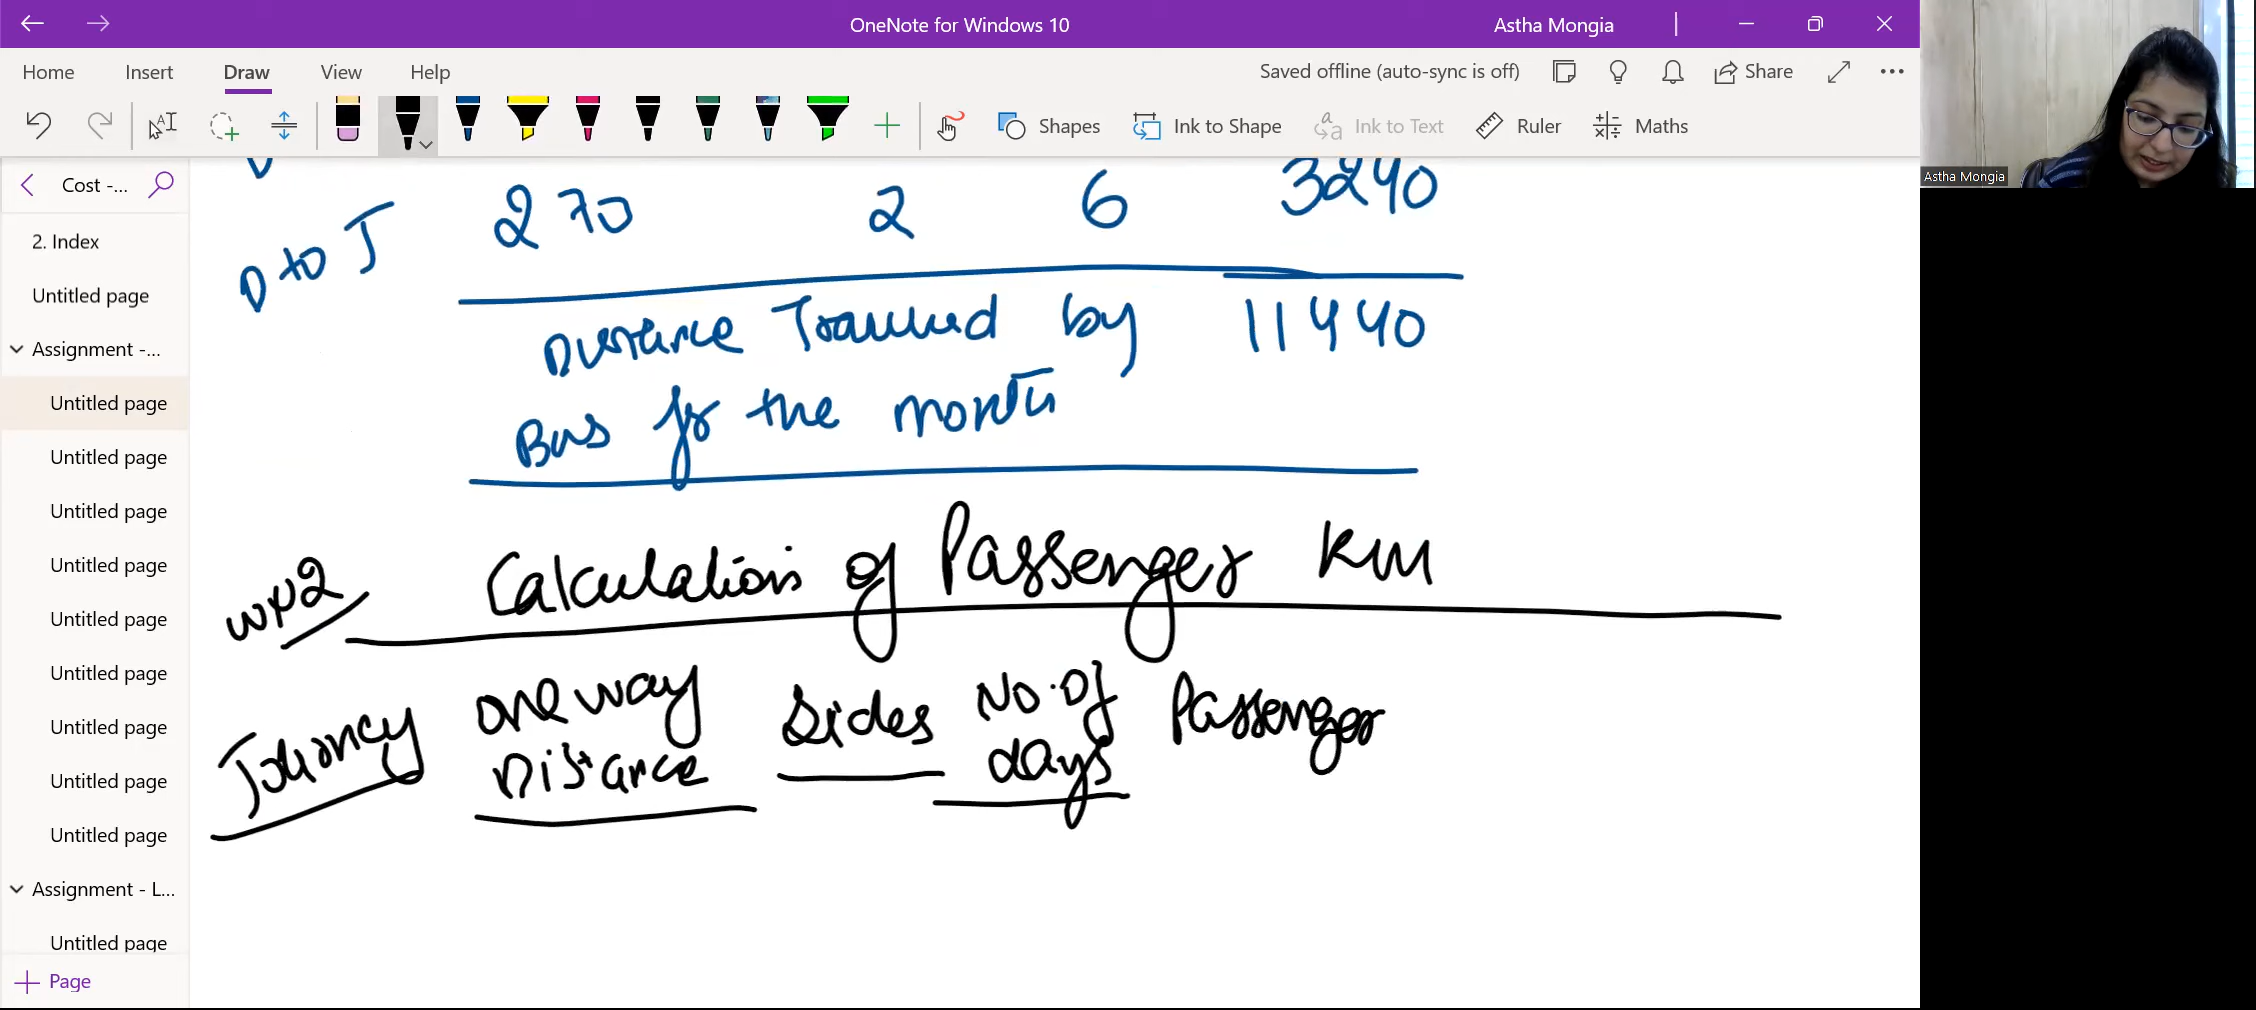 OneNote for Windows 10
Astha Mongia
Home Insert Draw View Help
Saved offline (auto-sync is off)
Share
Shapes
Ink to Shape
Ink to Text
Ruler
Maths
Astha Mongia
Cost -...
2. Index
Untitled page
Assignment -...
Untitled page
Untitled page
Untitled page
Untitled page
Untitled page
Untitled page
Untitled page
Untitled page
Untitled page
Assignment - L...
Untitled page
Page
D to J 270 2 6 3240
Distance Travelled by 11440
Bus for the month
WN2 Calculation of Passenger KM
Journey one way Distance Sides No. of days Passenger